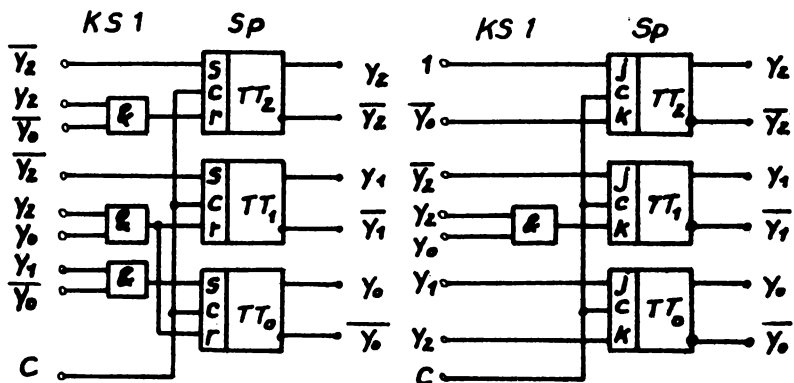 KS 1 Sp
Y̅2̅ S Y2
C TT2
Y2 & r Y̅2̅
Y̅0̅
Y̅2̅ S Y1
C TT1
Y2 & r Y̅1̅
Y0
Y1 & S Y0
Y̅0̅ C TT0
r Y̅0̅
C
KS 1 Sp
1 j Y2
C TT2
Y̅0̅ k Y̅2̅
Y̅2̅ j Y1
C TT1
Y2 & k Y̅1̅
Y0
Y1 j Y0
C TT0
Y2 k Y̅0̅
C